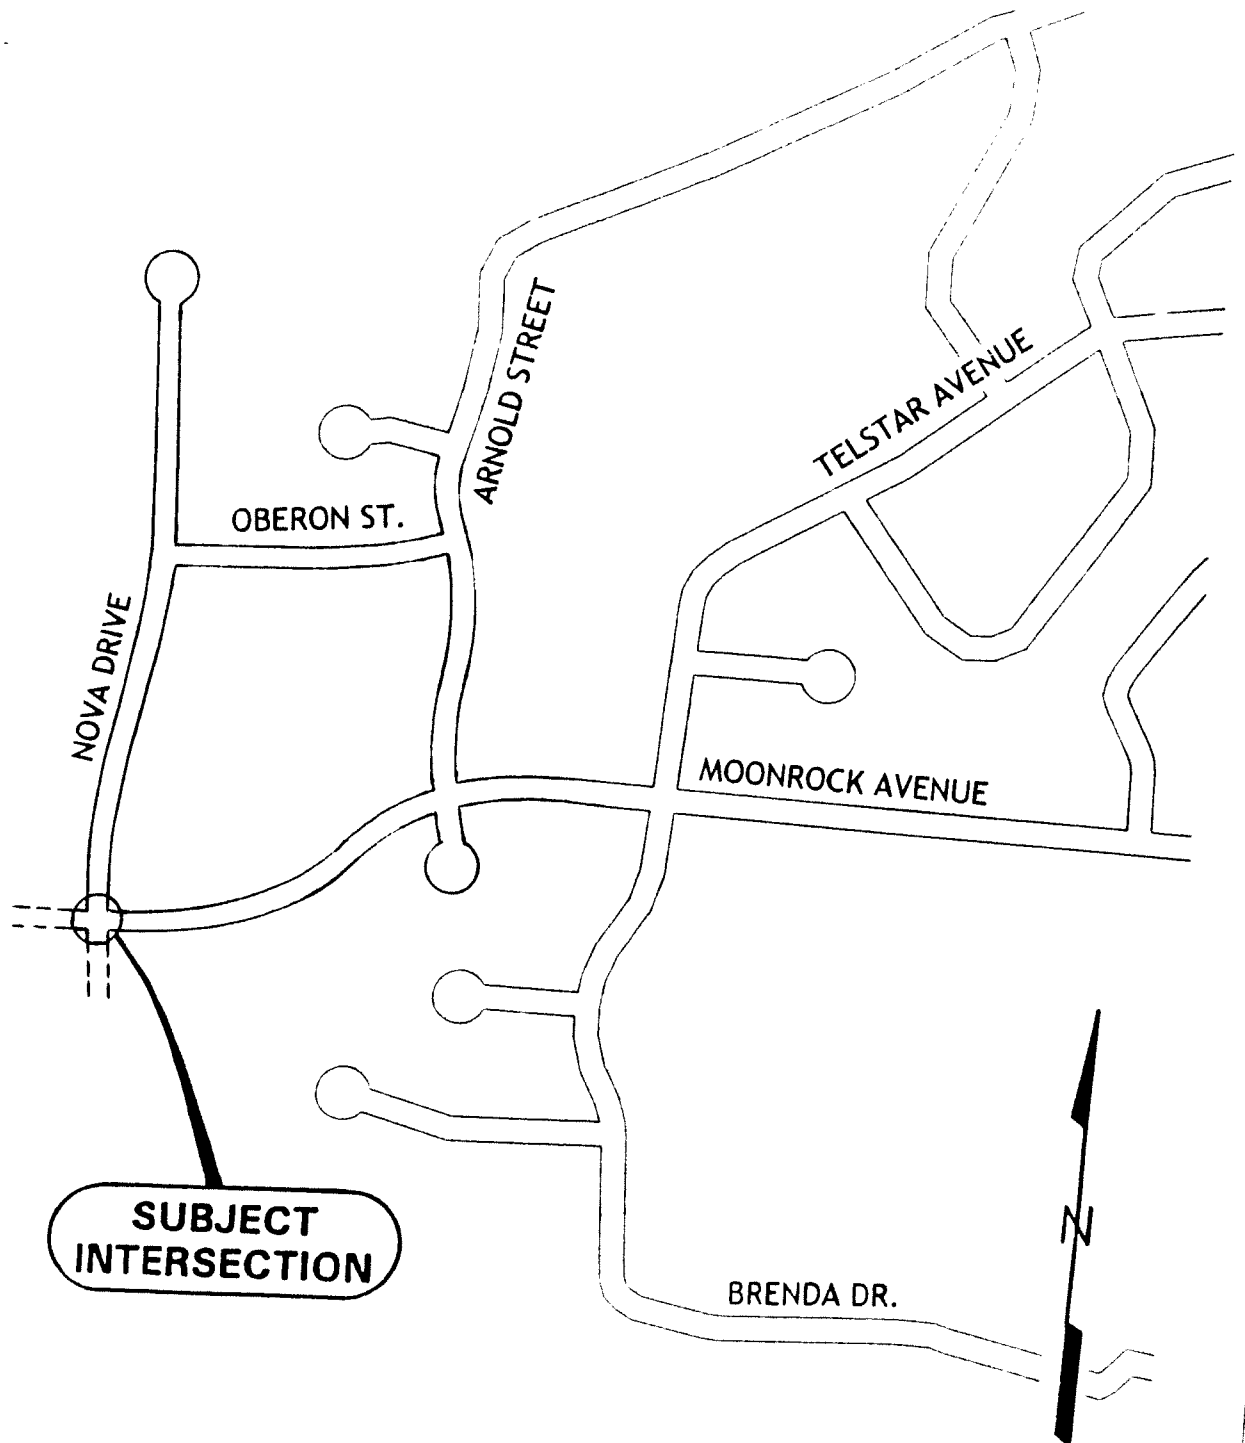 ARNOLD STREET
TELSTAR AVENUE
OBERON ST.
NOVA DRIVE
MOONROCK AVENUE
SUBJECT
INTERSECTION
N
BRENDA DR.